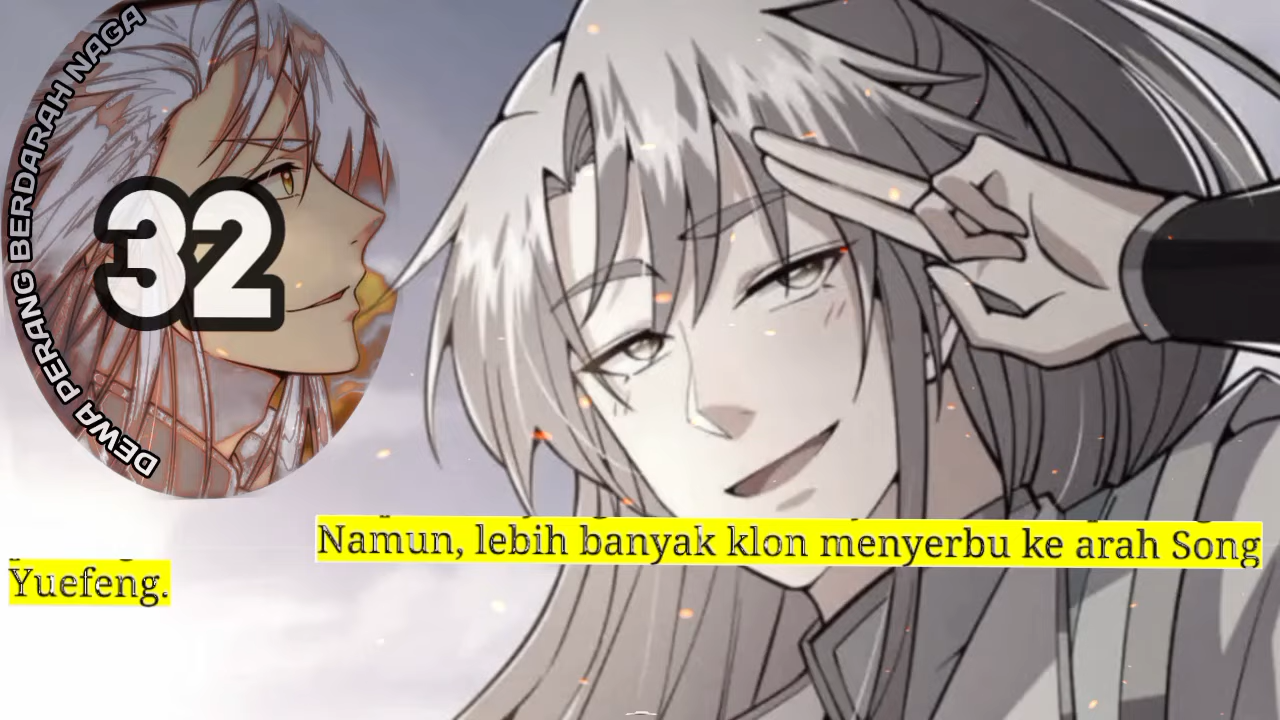 DEWA PERANG BERDARAH NAGA
32
Namun, lebih banyak klon menyerbu ke arah Song
Yuefeng.